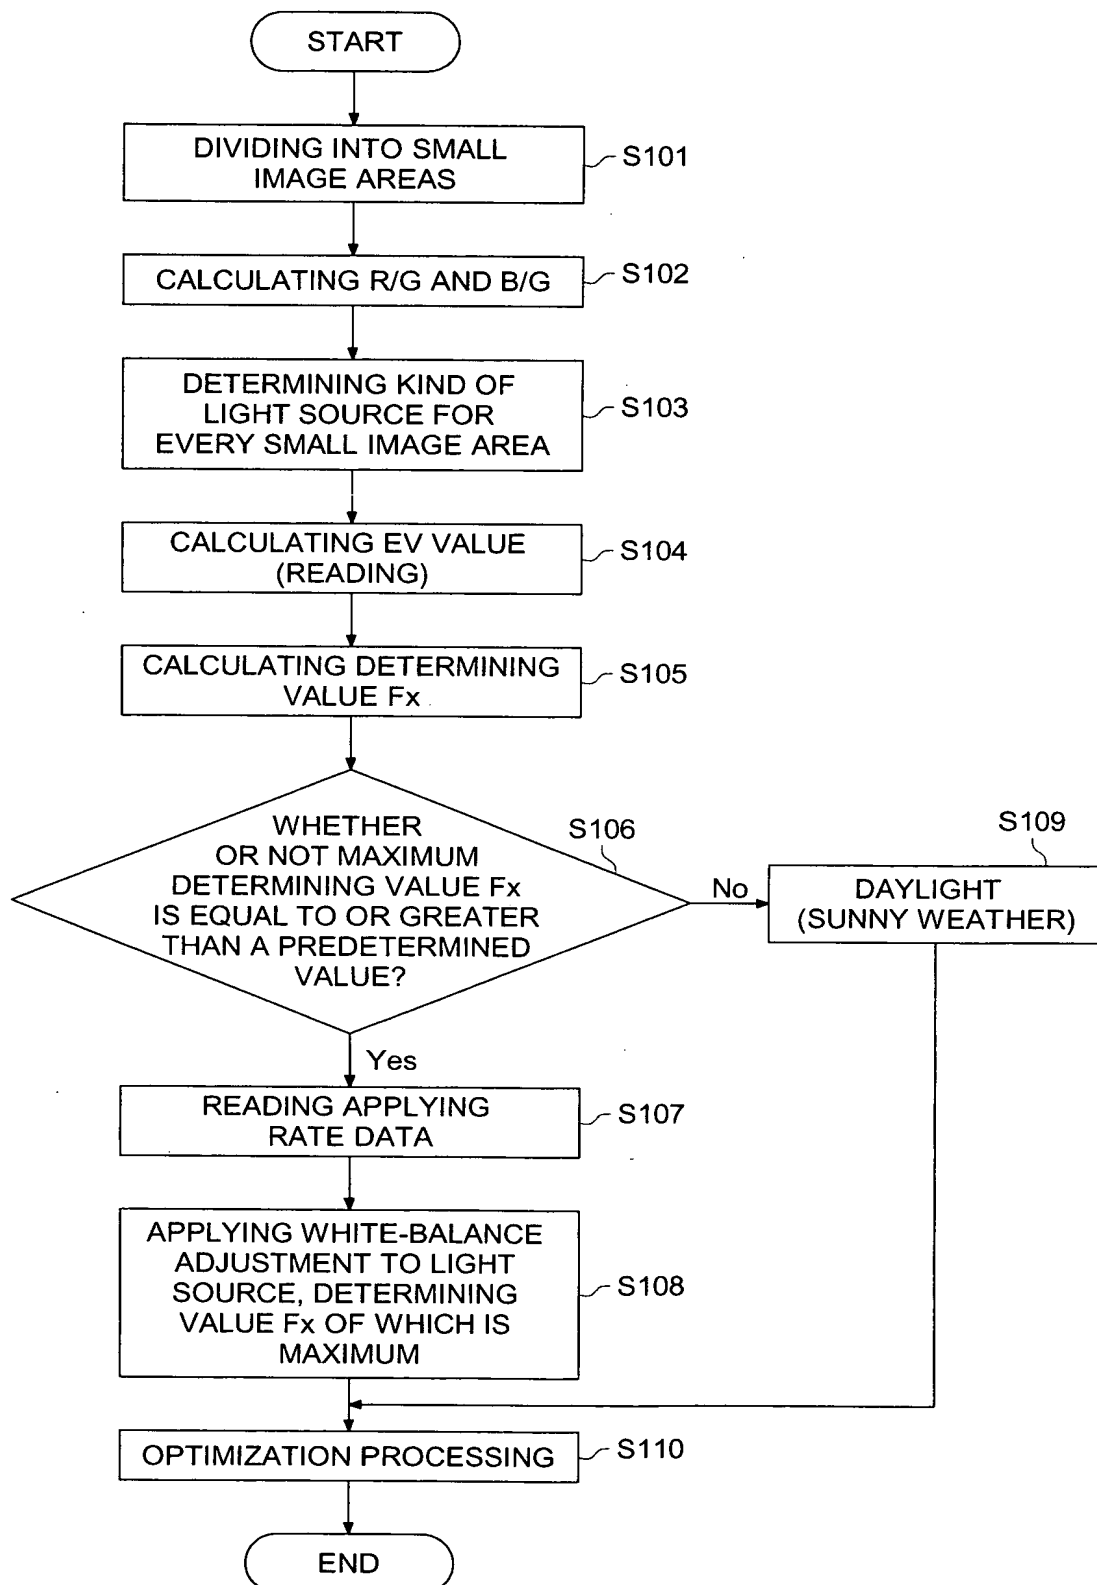 START
DIVIDING INTO SMALL
IMAGE AREAS
S101
CALCULATING R/G AND B/G
S102
DETERMINING KIND OF
LIGHT SOURCE FOR
EVERY SMALL IMAGE AREA
S103
CALCULATING EV VALUE
(READING)
S104
CALCULATING DETERMINING
VALUE Fx
S105
WHETHER
OR NOT MAXIMUM
DETERMINING VALUE Fx
IS EQUAL TO OR GREATER
THAN A PREDETERMINED
VALUE?
S106
No
S109
DAYLIGHT
(SUNNY WEATHER)
Yes
READING APPLYING
RATE DATA
S107
APPLYING WHITE-BALANCE
ADJUSTMENT TO LIGHT
SOURCE, DETERMINING
VALUE Fx OF WHICH IS
MAXIMUM
S108
OPTIMIZATION PROCESSING
S110
END